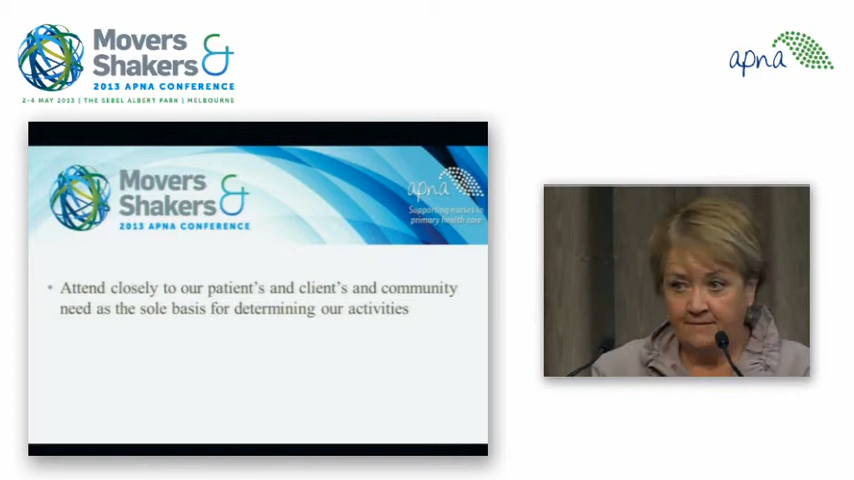 Movers &
Shakers
2013 APNA CONFERENCE
2-4 MAY 2013 | THE SEBEL ALBERT PARK | MELBOURNE
apna
Movers &
Shakers
2013 APNA CONFERENCE
apna
Supporting nurses in
primary health care
• Attend closely to our patient's and client's and community
need as the sole basis for determining our activities